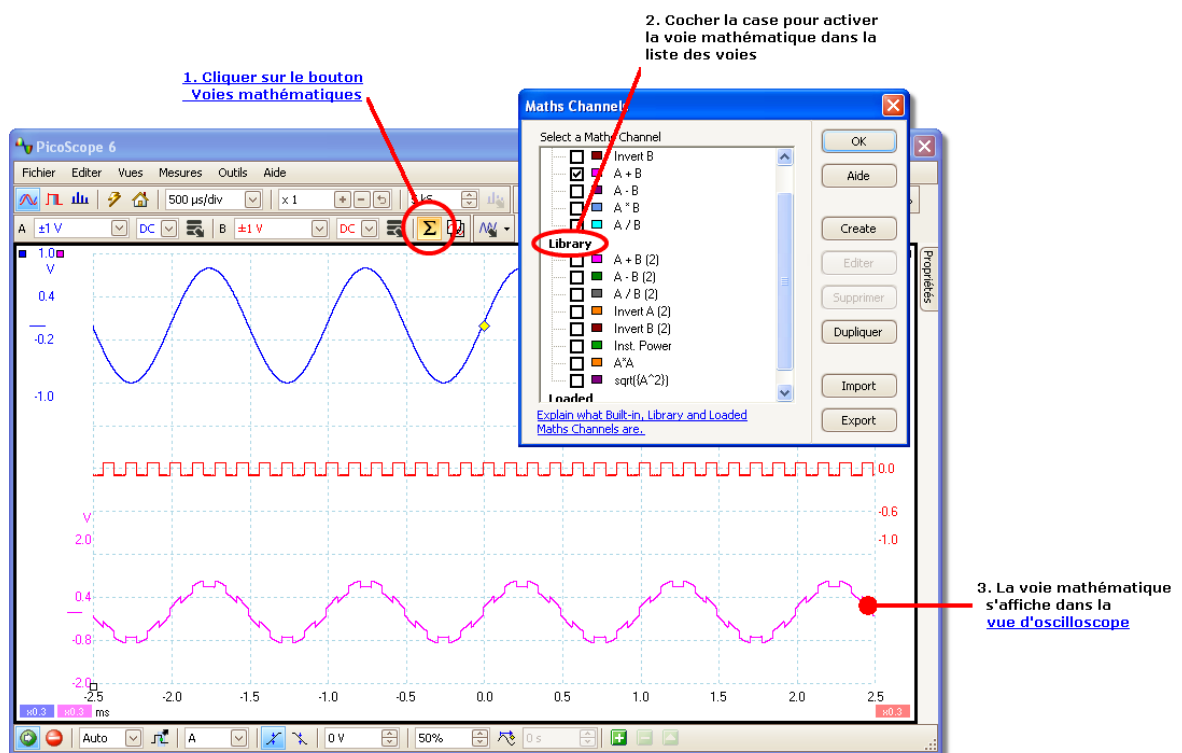 2. Cocher la case pour activer
la voie mathématique dans la
liste des voies
1. Cliquer sur le bouton
Voies mathématiques
Maths Channels
Select a Maths Channel
Invert B
A + B
A - B
A * B
A / B
Library
A + B (2)
A - B (2)
A / B (2)
Invert A (2)
Invert B (2)
Inst. Power
A*A
sqrt((A^2))
Loaded
Explain what Built-in, Library and Loaded
Maths Channels are.
OK
Aide
Create
Editer
Supprimer
Dupliquer
Import
Export
PicoScope 6
Fichier Editer Vues Mesures Outils Aide
500 µs/div x 1 kS
A ±1 V DC B ±1 V DC Σ
Propriétés
1.0
V
0.4
-0.2
-1.0
0.0
-0.6
-1.0
V
2.0
0.4
-0.8
-2.0
-2.5 -2.0 -1.5 -1.0 -0.5 0.0 0.5 1.0 1.5 2.0 2.5
x0.3 x0.3 ms x0.3
3. La voie mathématique
s'affiche dans la
vue d'oscilloscope
Auto A 0 V 50% 0 s